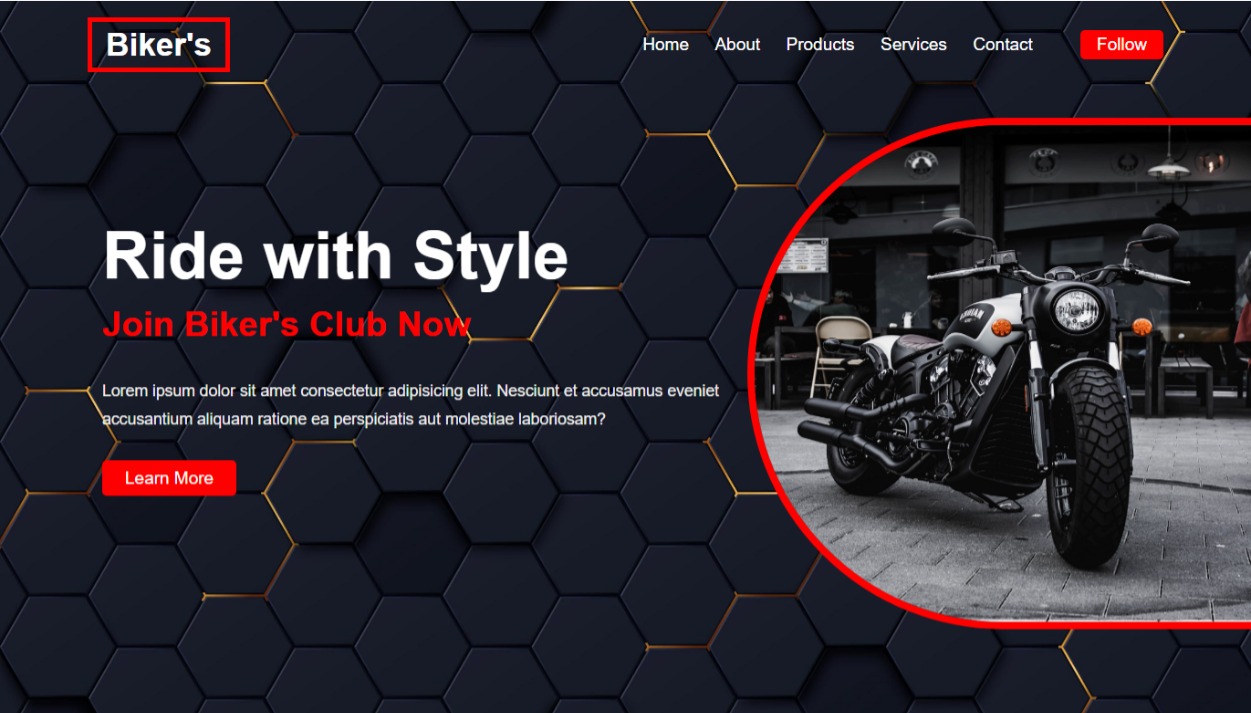 Biker's
Home About Products Services Contact Follow
Ride with Style
Join Biker's Club Now
Lorem ipsum dolor sit amet consectetur adipisicing elit. Nesciunt et accusamus eveniet
accusantium aliquam ratione ea perspiciatis aut molestiae laboriosam?
Learn More
INDIAN